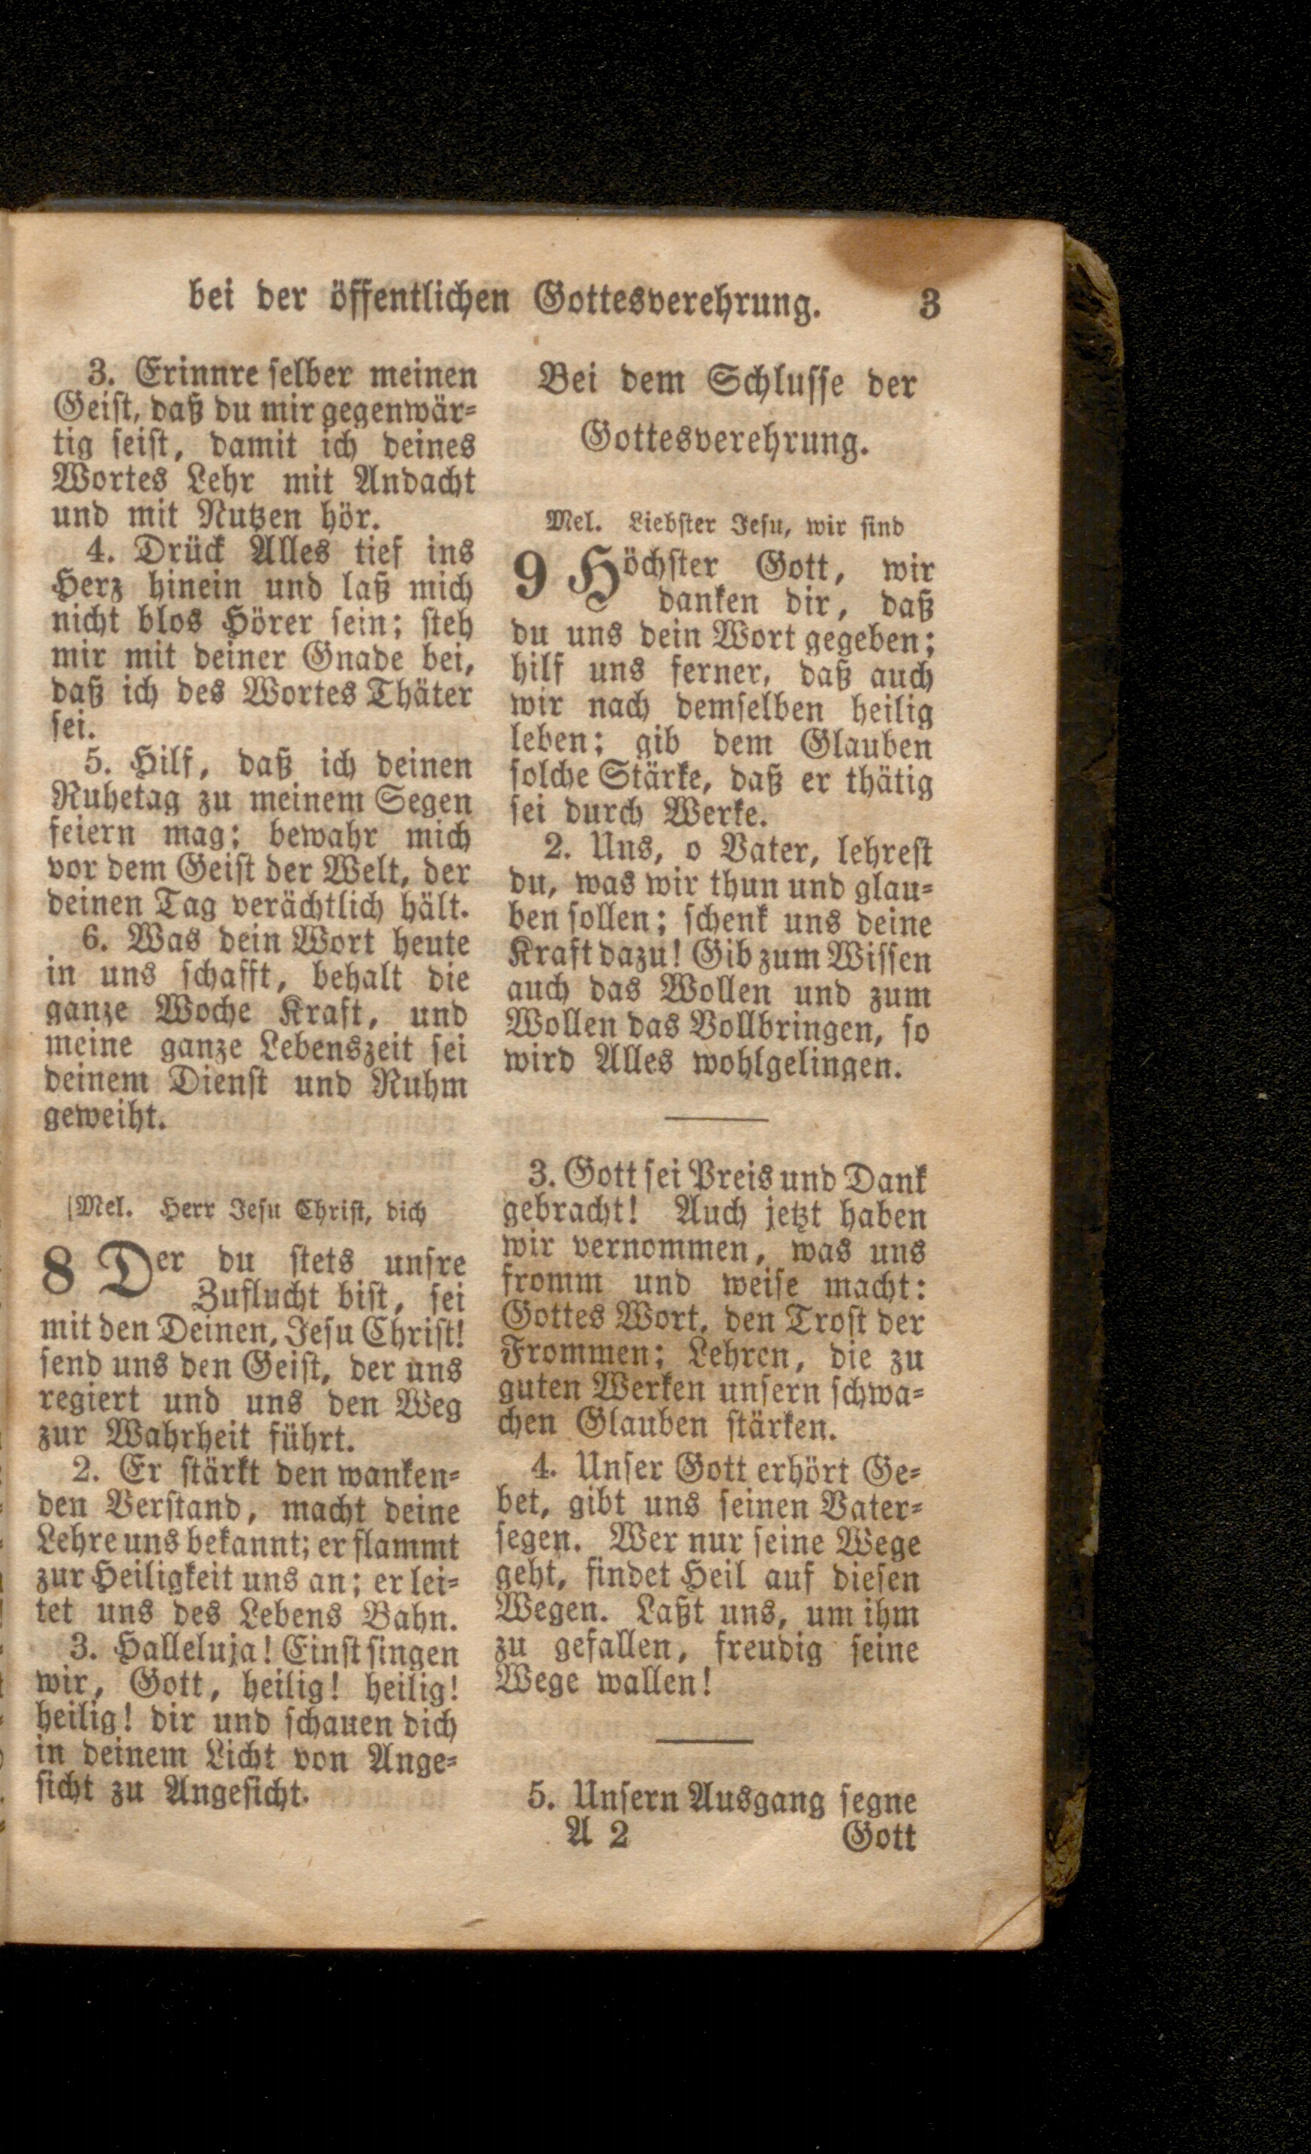 bei der öffentlichen Gottesverehrung. 3
3. Erinnre selber meinen
Geist, daß du mir gegenwär-
tig seist, damit ich deines
Wortes Lehr mit Andacht
und mit Nutzen hör.
4. Drück Alles tief ins
Herz hinein und laß mich
nicht blos Hörer sein; steh
mir mit deiner Gnade bei,
daß ich des Wortes Thäter
sei.
5. Hilf, daß ich deinen
Ruhetag zu meinem Segen
feiern mag; bewahr mich
vor dem Geist der Welt, der
deinen Tag verächtlich hält.
6. Was dein Wort heute
in uns schafft, behalt die
ganze Woche Kraft, und
meine ganze Lebenszeit sei
deinem Dienst und Ruhm
geweiht.
Mel. Herr Jesu Christ, dich
8 Der du stets unsre
Zuflucht bist, sei
mit den Deinen, Jesu Christ!
send uns den Geist, der uns
regiert und uns den Weg
zur Wahrheit führt.
2. Er stärkt den wanken-
den Verstand, macht deine
Lehre uns bekannt; er flammt
zur Heiligkeit uns an; er lei-
tet uns des Lebens Bahn.
3. Halleluja! Einst singen
wir, Gott, heilig! heilig!
heilig! dir und schauen dich
in deinem Licht von Ange-
sicht zu Angesicht.
Bei dem Schlusse der
Gottesverehrung.
Mel. Liebster Jesu, wir sind
9 Höchster Gott, wir
danken dir, daß
du uns dein Wort gegeben;
hilf uns ferner, daß auch
wir nach demselben heilig
leben; gib dem Glauben
solche Stärke, daß er thätig
sei durch Werke.
2. Uns, o Vater, lehrest
du, was wir thun und glau-
ben sollen; schenk uns deine
Kraft dazu! Gib zum Wissen
auch das Wollen und zum
Wollen das Vollbringen, so
wird Alles wohlgelingen.
3. Gott sei Preis und Dank
gebracht! Auch jetzt haben
wir vernommen, was uns
fromm und weise macht:
Gottes Wort, den Trost der
Frommen; Lehren, die zu
guten Werken unsern schwa-
chen Glauben stärken.
4. Unser Gott erhört Ge-
bet, gibt uns seinen Vater-
segen. Wer nur seine Wege
geht, findet Heil auf diesen
Wegen. Laßt uns, um ihm
zu gefallen, freudig seine
Wege wallen!
5. Unsern Ausgang segne
A 2 Gott